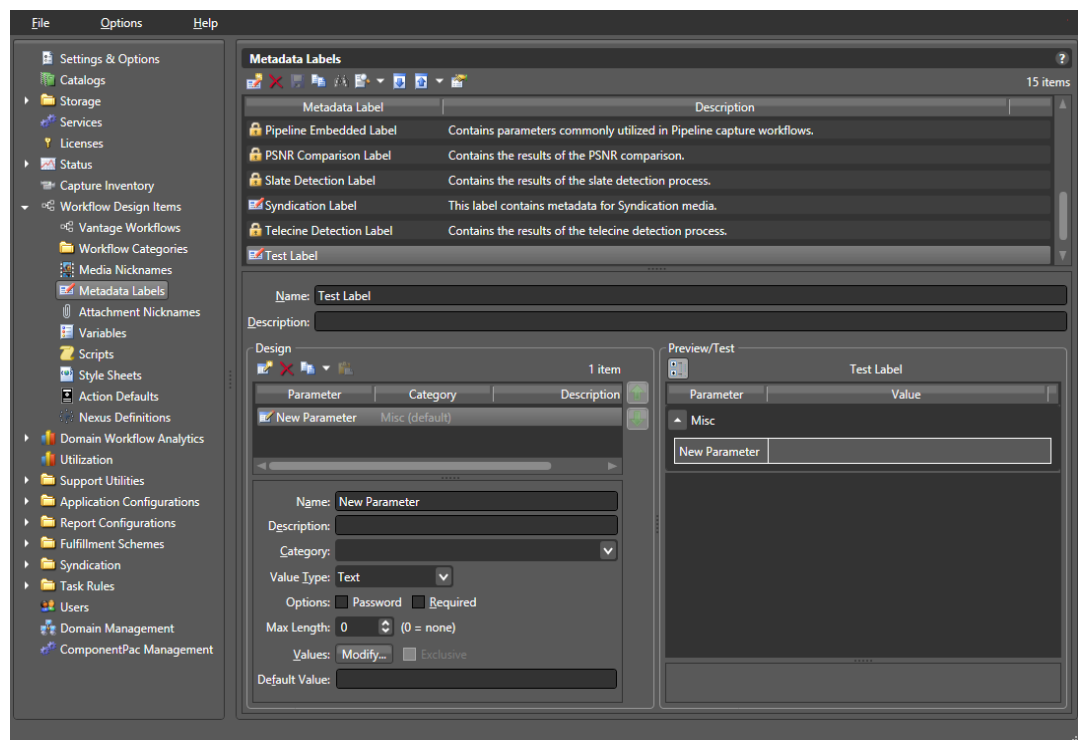 File Options Help
Settings & Options
Catalogs
Storage
Services
Licenses
Status
Capture Inventory
Workflow Design Items
Vantage Workflows
Workflow Categories
Media Nicknames
Metadata Labels
Attachment Nicknames
Variables
Scripts
Style Sheets
Action Defaults
Nexus Definitions
Domain Workflow Analytics
Utilization
Support Utilities
Application Configurations
Report Configurations
Fulfillment Schemes
Syndication
Task Rules
Users
Domain Management
ComponentPac Management
Metadata Labels ?
15 items
Metadata Label Description
Pipeline Embedded Label Contains parameters commonly utilized in Pipeline capture workflows.
PSNR Comparison Label Contains the results of the PSNR comparison.
Slate Detection Label Contains the results of the slate detection process.
Syndication Label This label contains metadata for Syndication media.
Telecine Detection Label Contains the results of the telecine detection process.
Test Label
Name: Test Label
Description:
Design
1 item
Parameter Category Description
New Parameter Misc (default)
Name: New Parameter
Description:
Category:
Value Type: Text
Options: Password Required
Max Length: 0 (0 = none)
Values: Modify... Exclusive
Default Value:
Preview/Test
Test Label
Parameter Value
Misc
New Parameter